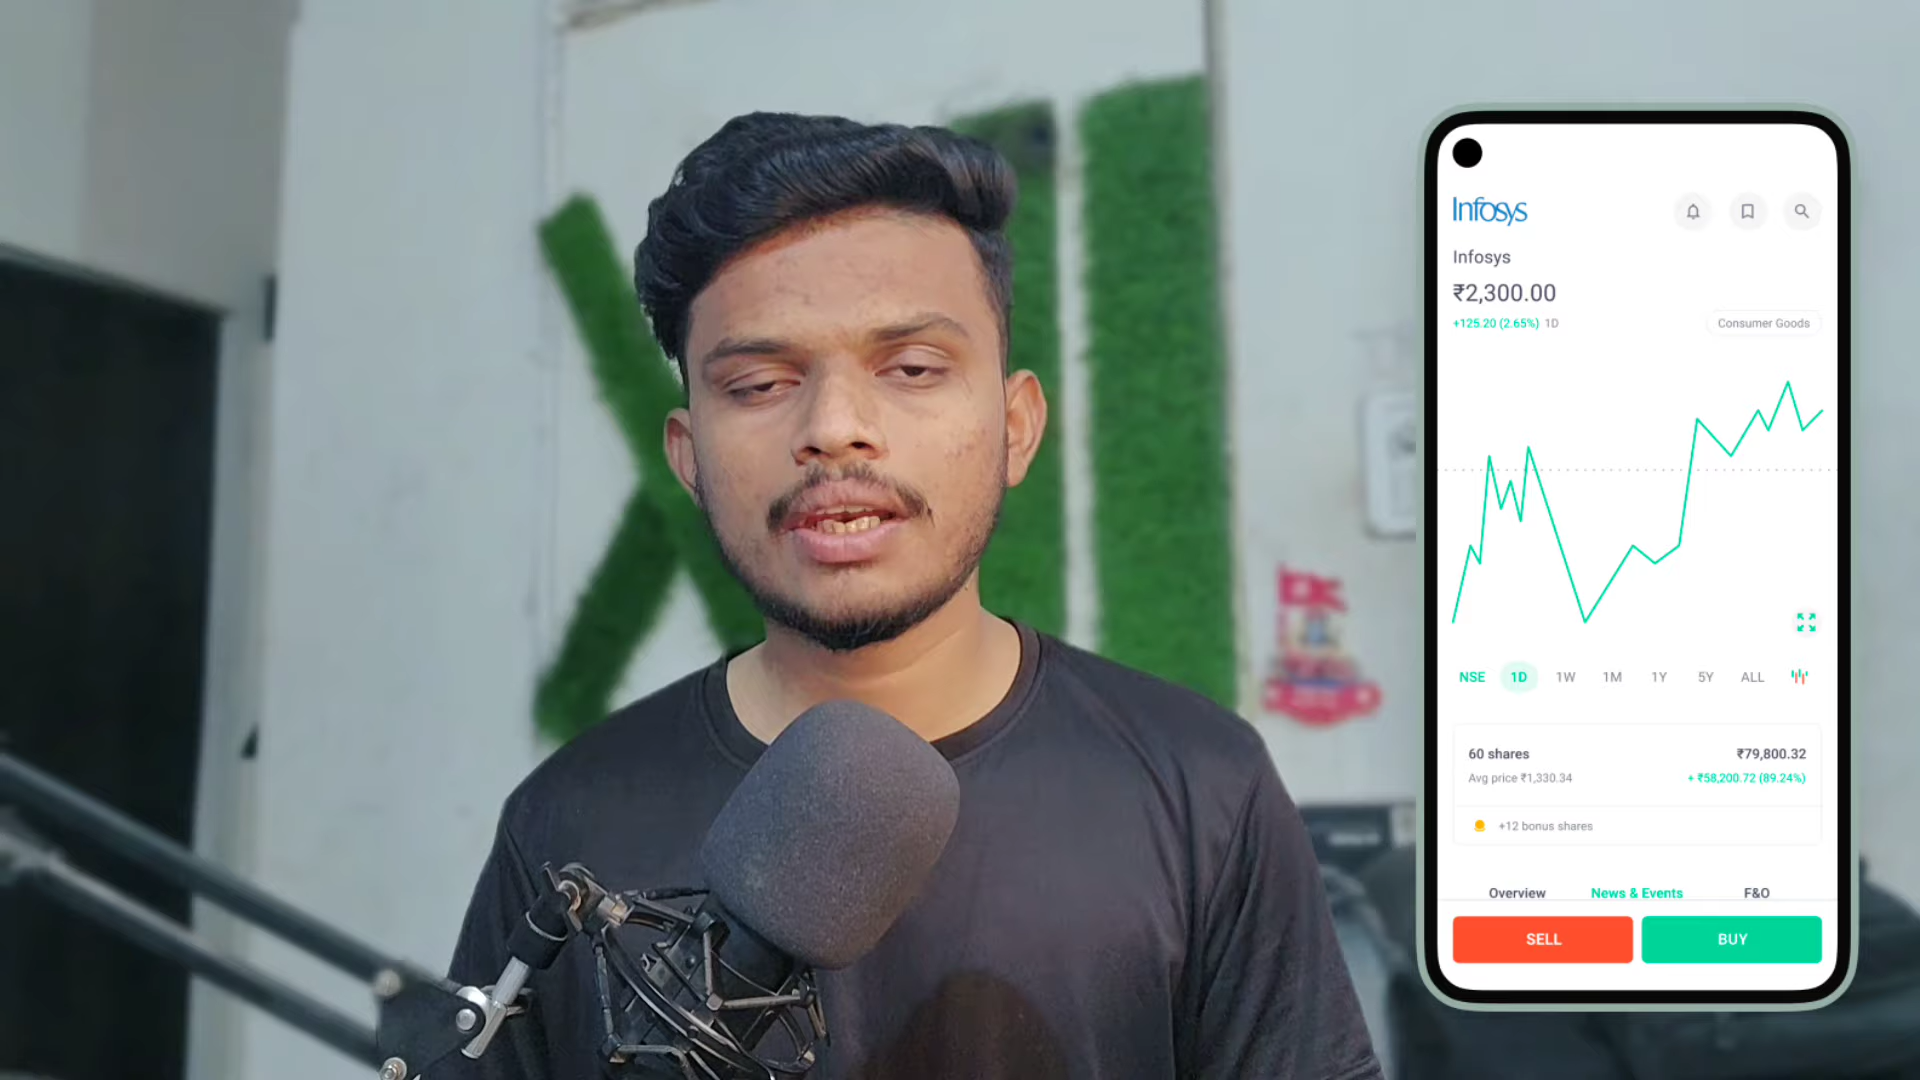 Infosys
Infosys
₹2,300.00
+125.20 (2.65%) 1D
Consumer Goods
NSE 1D 1W 1M 1Y 5Y ALL
60 shares ₹79,800.32
Avg price ₹1,330.34 + ₹58,200.72 (89.24%)
+12 bonus shares
Overview News & Events F&O
SELL BUY